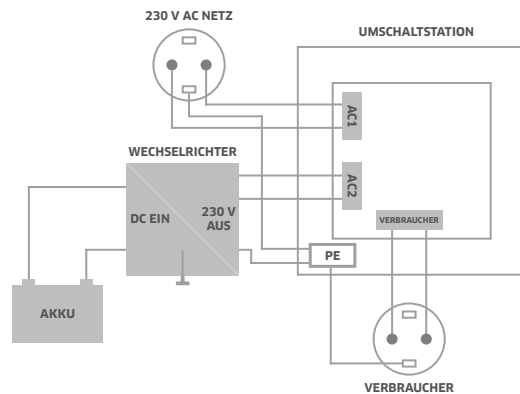 230 V AC NETZ
UMSCHALTSTATION
AC1
WECHSELRICHTER
AC2
DC EIN
230 V
AUS
VERBRAUCHER
PE
AKKU
VERBRAUCHER